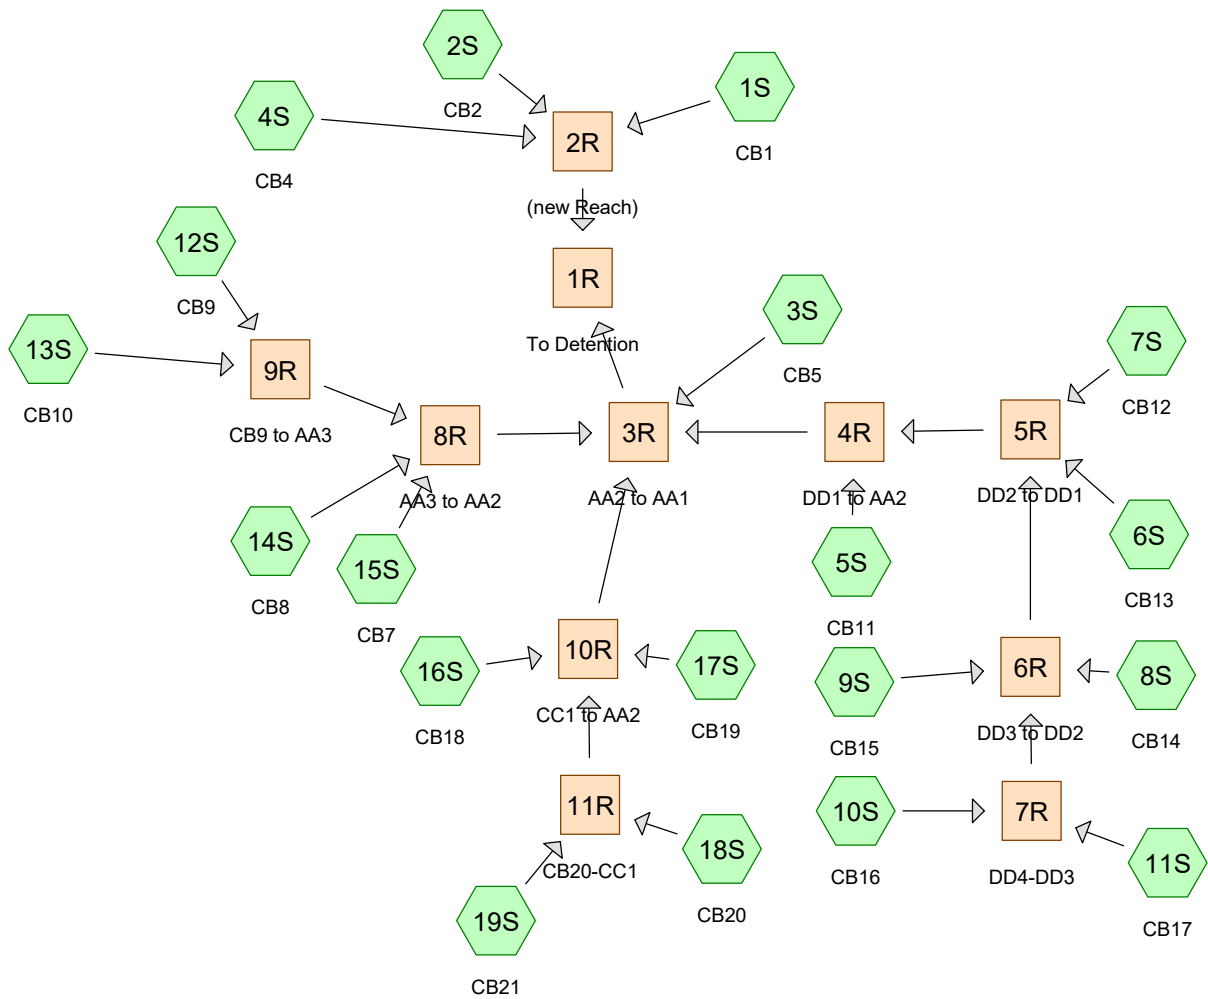 2S
CB2
1S
CB1
4S
CB4
2R
(new Reach)
12S
CB9
1R
To Detention
3S
CB5
13S
CB10
9R
CB9 to AA3
7S
CB12
8R
AA3 to AA2
3R
AA2 to AA1
4R
DD1 to AA2
5R
DD2 to DD1
14S
CB8
15S
CB7
5S
CB11
6S
CB13
16S
CB18
10R
CC1 to AA2
17S
CB19
9S
CB15
6R
DD3 to DD2
8S
CB14
11R
CB20-CC1
18S
CB20
10S
CB16
7R
DD4-DD3
11S
CB17
19S
CB21